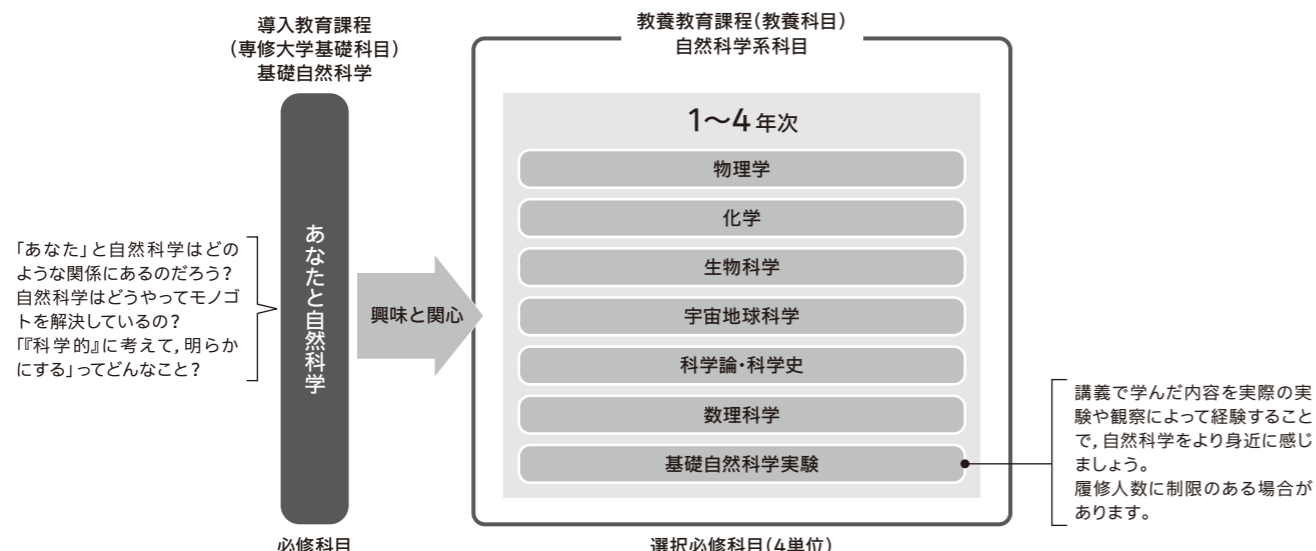 導入教育課程
(専修大学基礎科目)
基礎自然科学
「あなた」と自然科学はどの
ような関係にあるのだろう?
自然科学はどうやってモノゴ
トを解決しているの?
「『科学的』に考えて,明らか
にする」ってどんなこと?
あなたと自然科学
必修科目
興味と関心
教養教育課程(教養科目)
自然科学系科目
1〜4年次
物理学
化学
生物科学
宇宙地球科学
科学論・科学史
数理科学
基礎自然科学実験
選択必修科目(4単位)
講義で学んだ内容を実際の実
験や観察によって経験すること
で,自然科学をより身近に感じ
ましょう。
履修人数に制限のある場合が
あります。